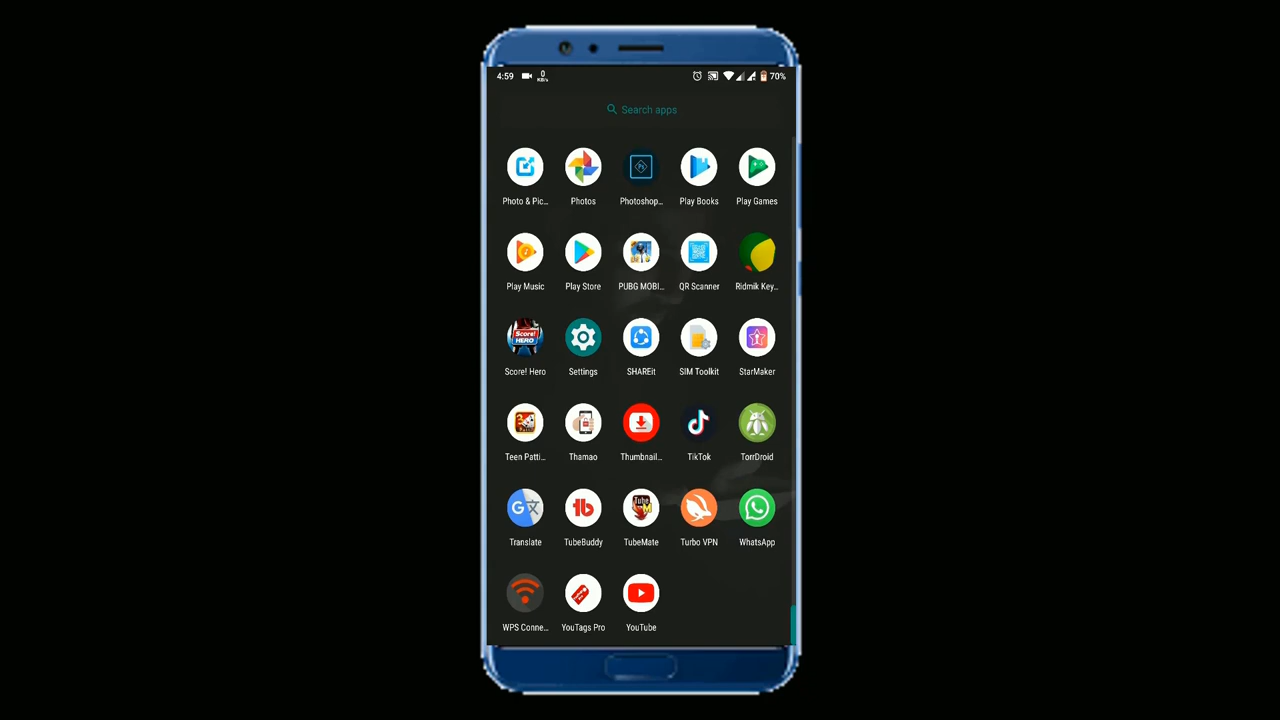 4:59 0 KB/s 70%
Search apps
Photo & Pic... Photos Photoshop... Play Books Play Games
Play Music Play Store PUBG MOBI... QR Scanner Ridmik Key...
Score! Hero Settings SHAREit SIM Toolkit StarMaker
Teen Patti... Thamao Thumbnail... TikTok TorrDroid
Translate TubeBuddy TubeMate Turbo VPN WhatsApp
WPS Conne... YouTags Pro YouTube